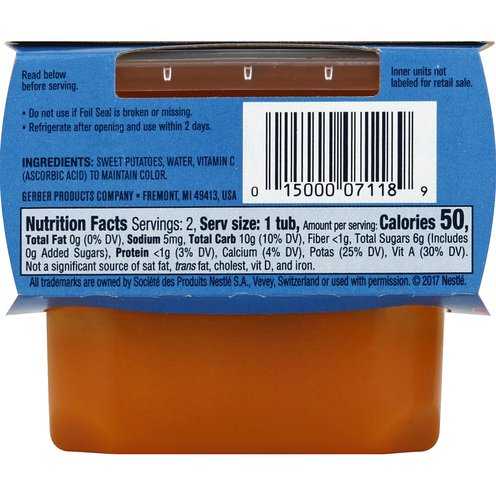 Read below
before serving.
Inner units not
labeled for retail sale.
• Do not use if Foil Seal is broken or missing.
• Refrigerate after opening and use within 2 days.
INGREDIENTS: SWEET POTATOES, WATER, VITAMIN C
(ASCORBIC ACID) TO MAINTAIN COLOR.
GERBER PRODUCTS COMPANY • FREMONT, MI 49413, USA
0 15000 07118 9
Nutrition Facts Servings: 2, Serv size: 1 tub, Amount per serving: Calories 50,
Total Fat 0g (0% DV), Sodium 5mg, Total Carb 10g (10% DV), Fiber <1g, Total Sugars 6g (Includes
0g Added Sugars), Protein <1g (3% DV), Calcium (4% DV), Potas (25% DV), Vit A (30% DV).
Not a significant source of sat fat, trans fat, cholest, vit D, and iron.
All trademarks are owned by Société des Produits Nestlé S.A., Vevey, Switzerland or used with permission. © 2017 Nestlé.